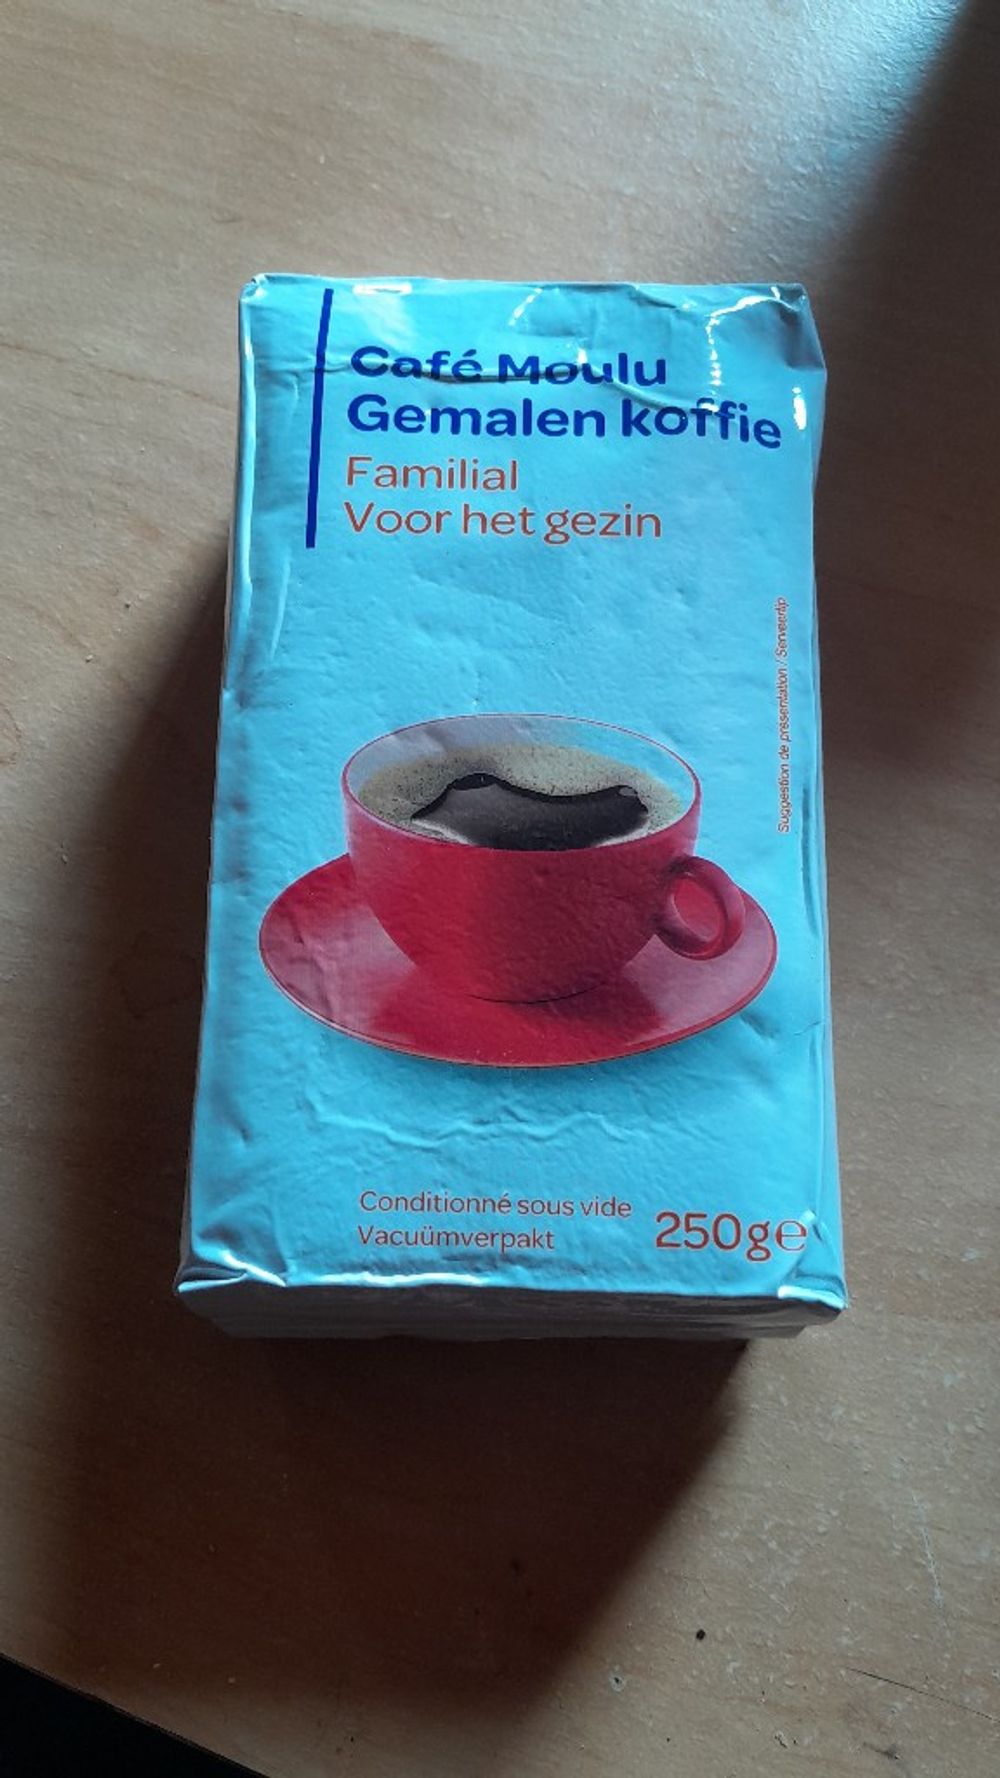 Café Moulu
Gemalen koffie
Familial
Voor het gezin
Suggestion de présentation / Serveertip
Conditionné sous vide
Vacuümverpakt
250g℮